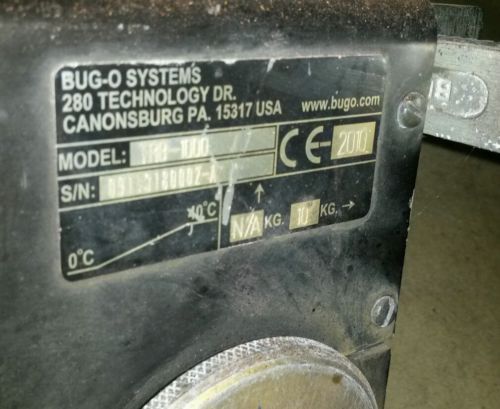 BUG-O SYSTEMS
280 TECHNOLOGY DR.
CANONSBURG PA. 15317 USA
www.bugo.com
MODEL:
CE-2010
S/N:
40°C
0°C
N/A KG. 10 KG.